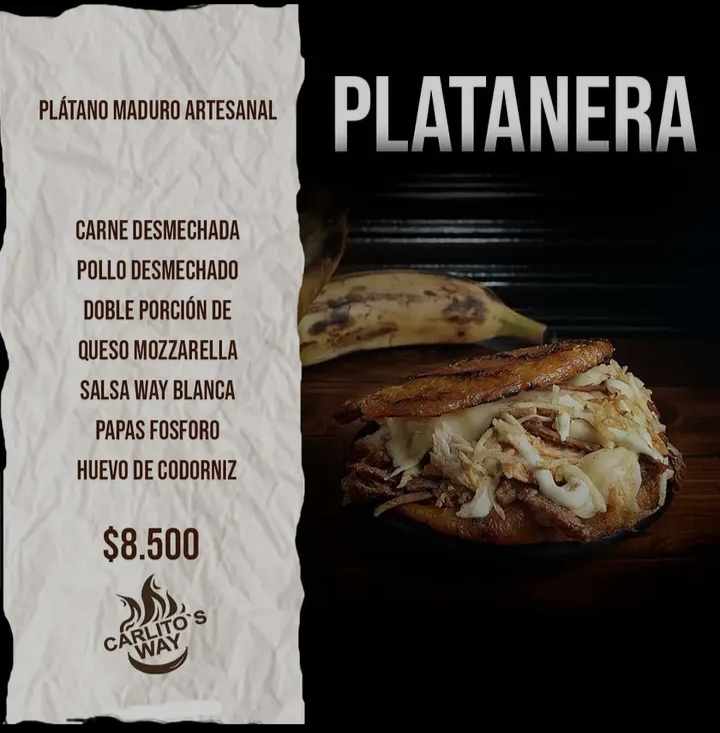 PLÁTANO MADURO ARTESANAL
CARNE DESMECHADA
POLLO DESMECHADO
DOBLE PORCIÓN DE
QUESO MOZZARELLA
SALSA WAY BLANCA
PAPAS FOSFORO
HUEVO DE CODORNIZ
$8.500
CARLITO`S
WAY
PLATANERA